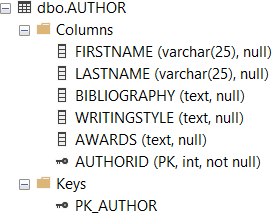 dbo.AUTHOR
Columns
FIRSTNAME (varchar(25), null)
LASTNAME (varchar(25), null)
BIBLIOGRAPHY (text, null)
WRITINGSTYLE (text, null)
AWARDS (text, null)
AUTHORID (PK, int, not null)
Keys
PK_AUTHOR